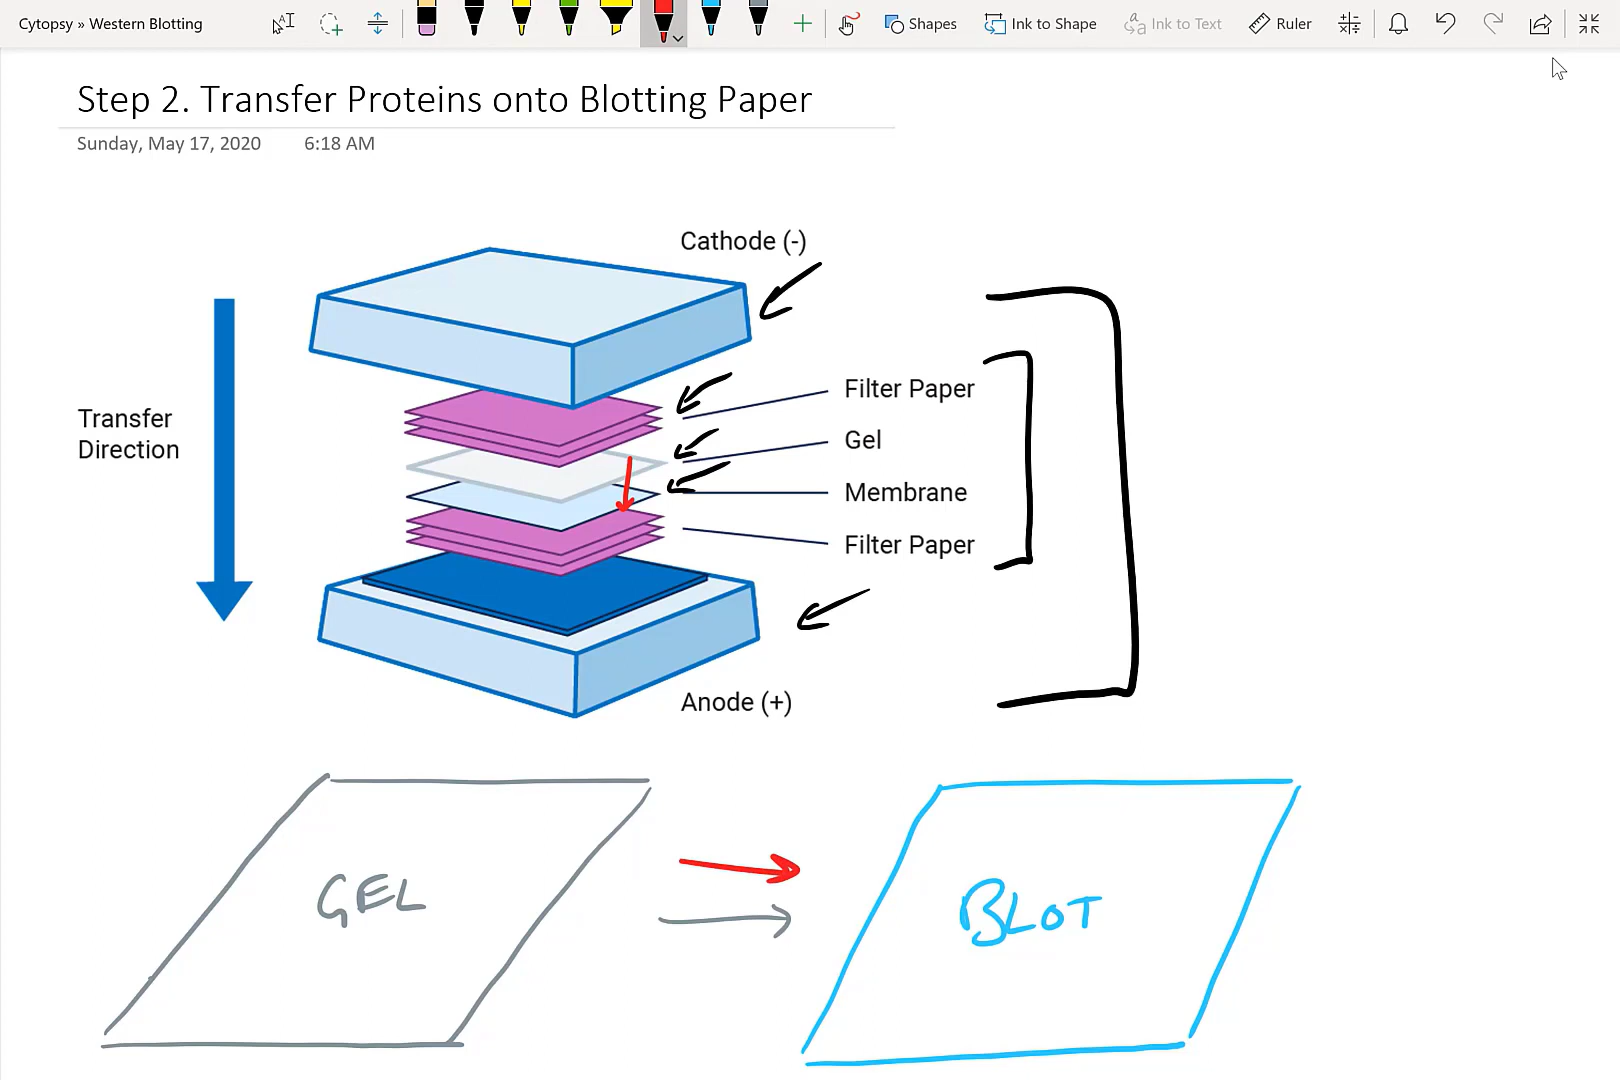 Cytopsy » Western Blotting
Shapes
Ink to Shape
Ink to Text
Ruler
Step 2. Transfer Proteins onto Blotting Paper
Sunday, May 17, 2020 6:18 AM
Cathode (-)
Transfer
Direction
Filter Paper
Gel
Membrane
Filter Paper
Anode (+)
GEL
BLOT